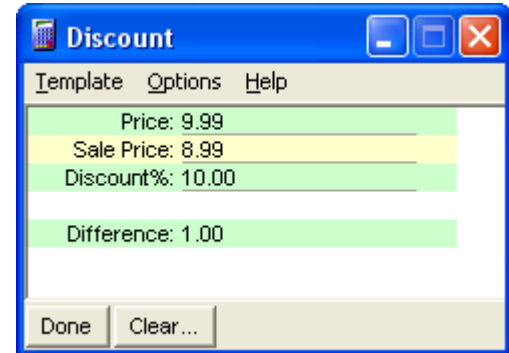 Discount
Template Options Help
Price: 9.99
Sale Price: 8.99
Discount%: 10.00
Difference: 1.00
Done Clear...